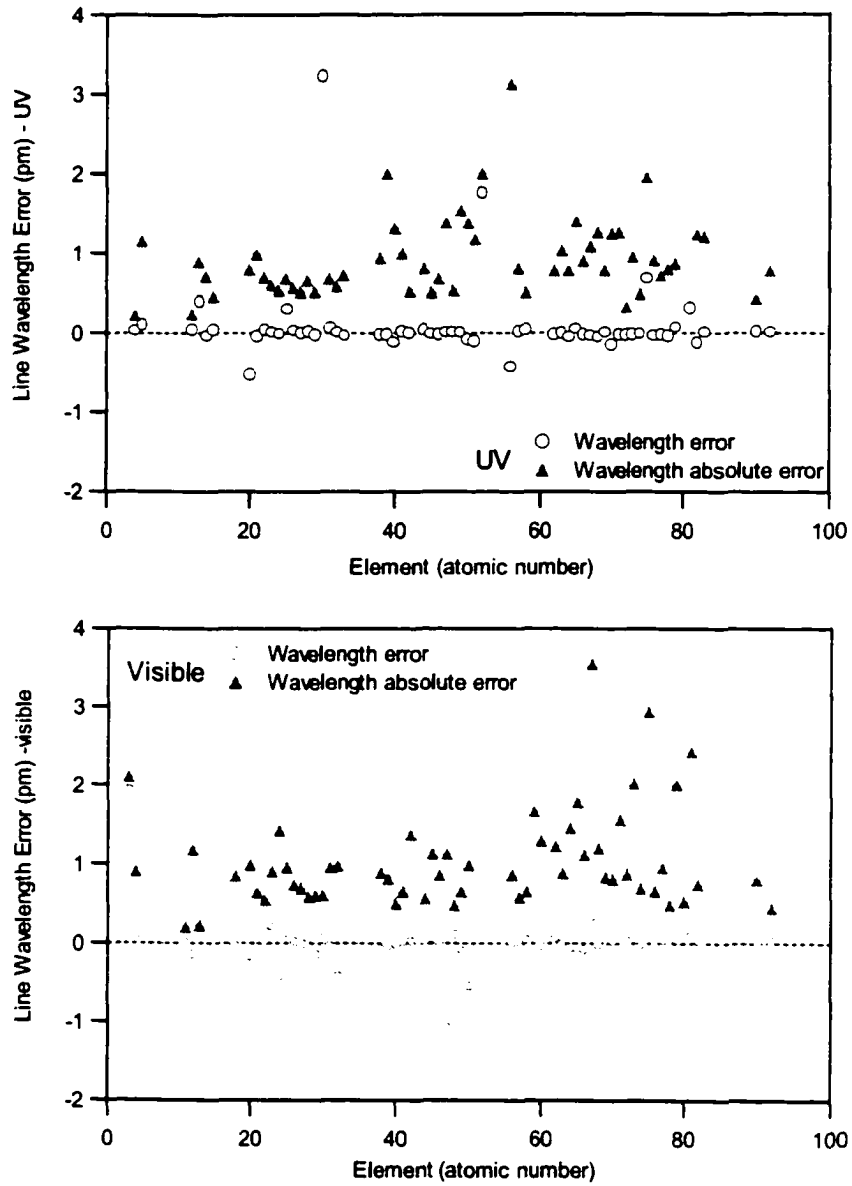 4
3
2
1
0
-1
-2
Line Wavelength Error (pm) - UV
UV
Wavelength error
Wavelength absolute error
0 20 40 60 80 100
Element (atomic number)
4
3
2
1
0
-1
-2
Line Wavelength Error (pm) -visible
Visible
Wavelength error
Wavelength absolute error
0 20 40 60 80 100
Element (atomic number)